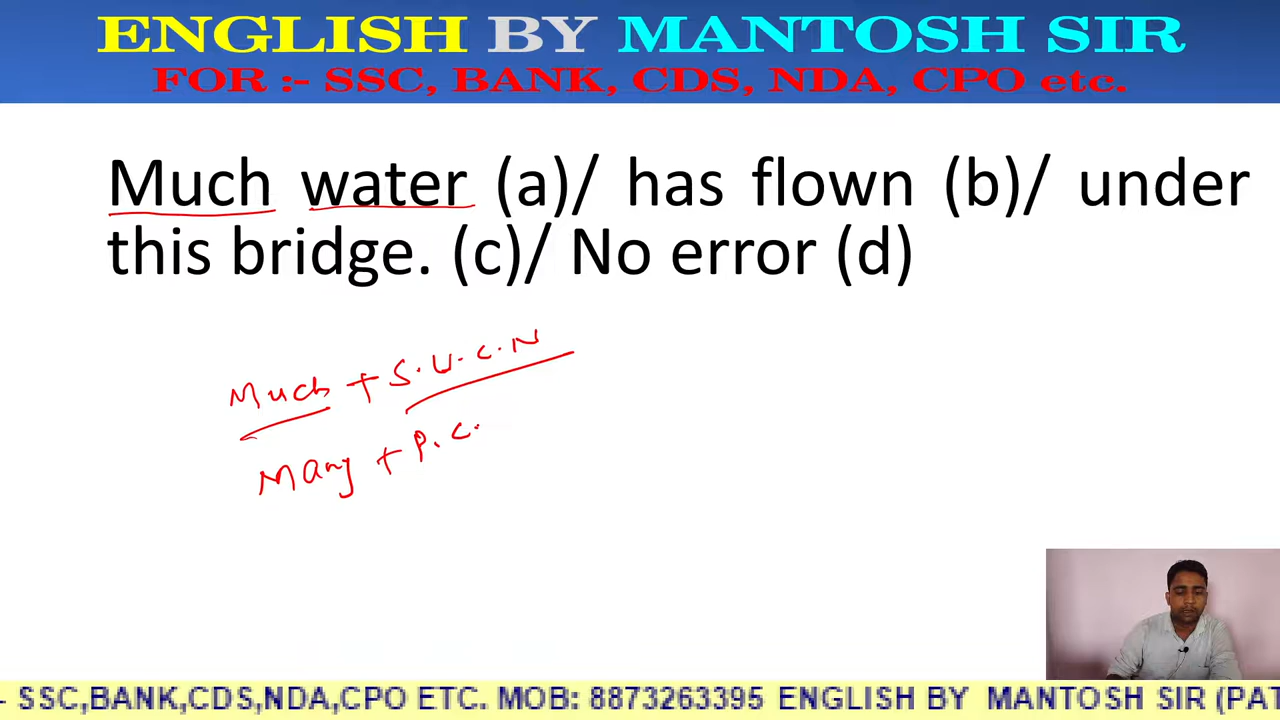 ENGLISH BY MANTOSH SIR
FOR :- SSC, BANK, CDS, NDA, CPO etc.
Much water (a)/ has flown (b)/ under
this bridge. (c)/ No error (d)
Much + S.U.C.N
Many + P.C.
- SSC,BANK,CDS,NDA,CPO ETC. MOB: 8873263395 ENGLISH BY MANTOSH SIR (PAT